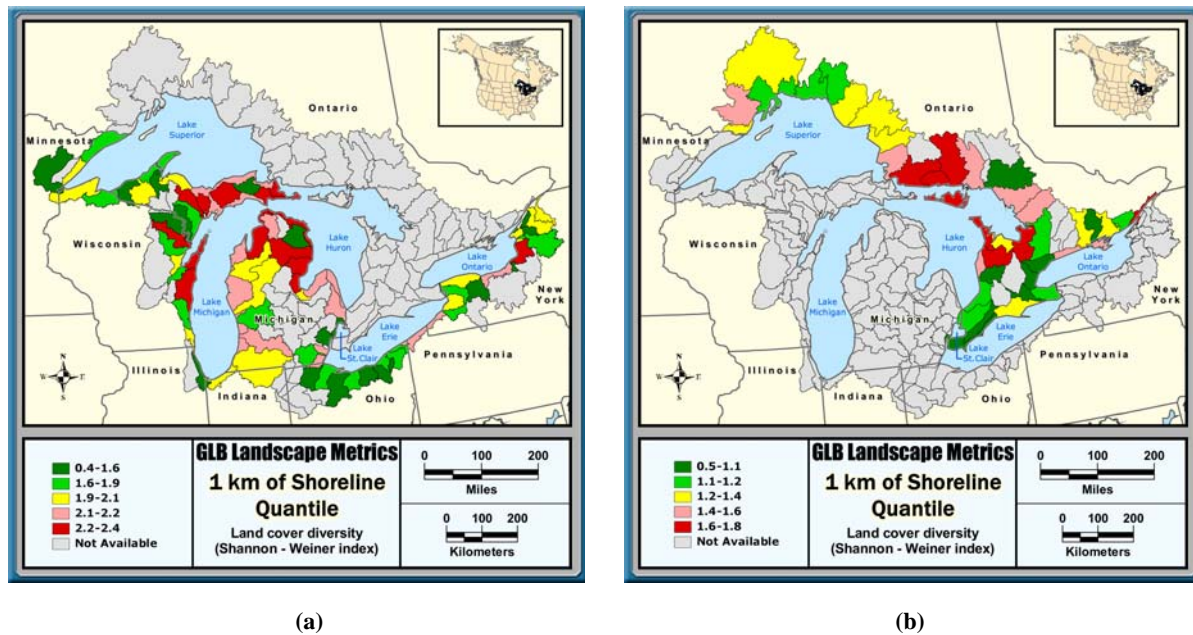 Ontario
Minnesota
Lake
Superior
Wisconsin
Lake
Huron
Lake
Ontario
New
York
Lake
Michigan
Michigan
Lake
Erie
Lake
St. Clair
Pennsylvania
Illinois
Indiana
Ohio
N
W
E
S
0.4-1.6
1.6-1.9
1.9-2.1
2.1-2.2
2.2-2.4
Not Available
GLB Landscape Metrics
1 km of Shoreline
Quantile
Land cover diversity
(Shannon - Weiner index)
0 100 200
Miles
0 100 200
Kilometers
(a)
Ontario
Minnesota
Lake
Superior
Wisconsin
Lake
Huron
Lake
Ontario
New
York
Lake
Michigan
Michigan
Lake
Erie
Lake
St. Clair
Pennsylvania
Illinois
Indiana
Ohio
N
W
E
S
0.5-1.1
1.1-1.2
1.2-1.4
1.4-1.6
1.6-1.8
Not Available
GLB Landscape Metrics
1 km of Shoreline
Quantile
Land cover diversity
(Shannon - Weiner index)
0 100 200
Miles
0 100 200
Kilometers
(b)